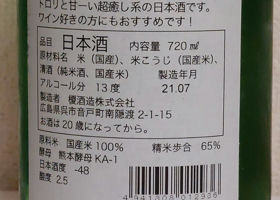 トロリと甘ーい超癒し系の日本酒です。
ワイン好きの方にもおすすめです!
品目 日本酒 内容量 720㎖
原材料名 米(国産)、米こうじ(国産米)、
清酒(純米酒、国産米) 製造年月
アルコール分 13度 21.07
製造者 榎酒造株式会社
広島県呉市音戸町南隠渡2-1-15
お酒は20歳になってから。
原料米 国産米100% 精米歩合 65%
酵母 熊本酵母 KA-1
日本酒度 -48
酸度 2.5
4941308012936